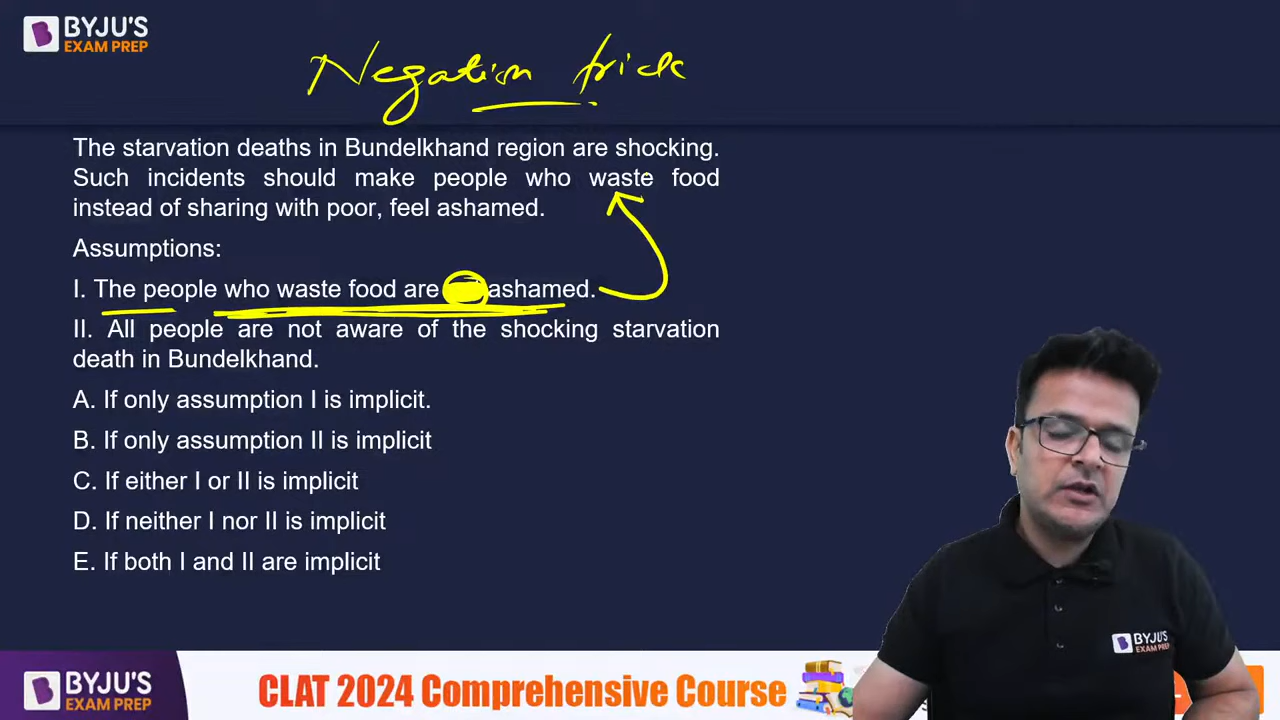 BYJU'S
EXAM PREP
Negation trick
The starvation deaths in Bundelkhand region are shocking.
Such incidents should make people who waste food
instead of sharing with poor, feel ashamed.
Assumptions:
I. The people who waste food are ashamed.
II. All people are not aware of the shocking starvation
death in Bundelkhand.
A. If only assumption I is implicit.
B. If only assumption II is implicit
C. If either I or II is implicit
D. If neither I nor II is implicit
E. If both I and II are implicit
BYJU'S
EXAM PREP
BYJU'S
EXAM PREP
CLAT 2024 Comprehensive Course